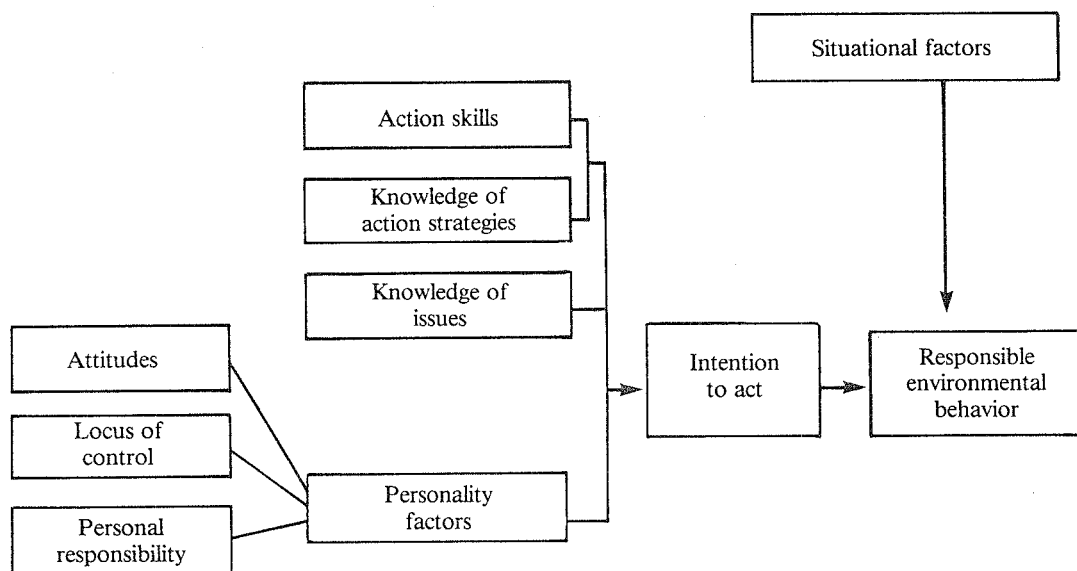 Situational factors
Action skills
Knowledge of
action strategies
Knowledge of
issues
Attitudes
Locus of
control
Personal
responsibility
Personality
factors
Intention
to act
Responsible
environmental
behavior